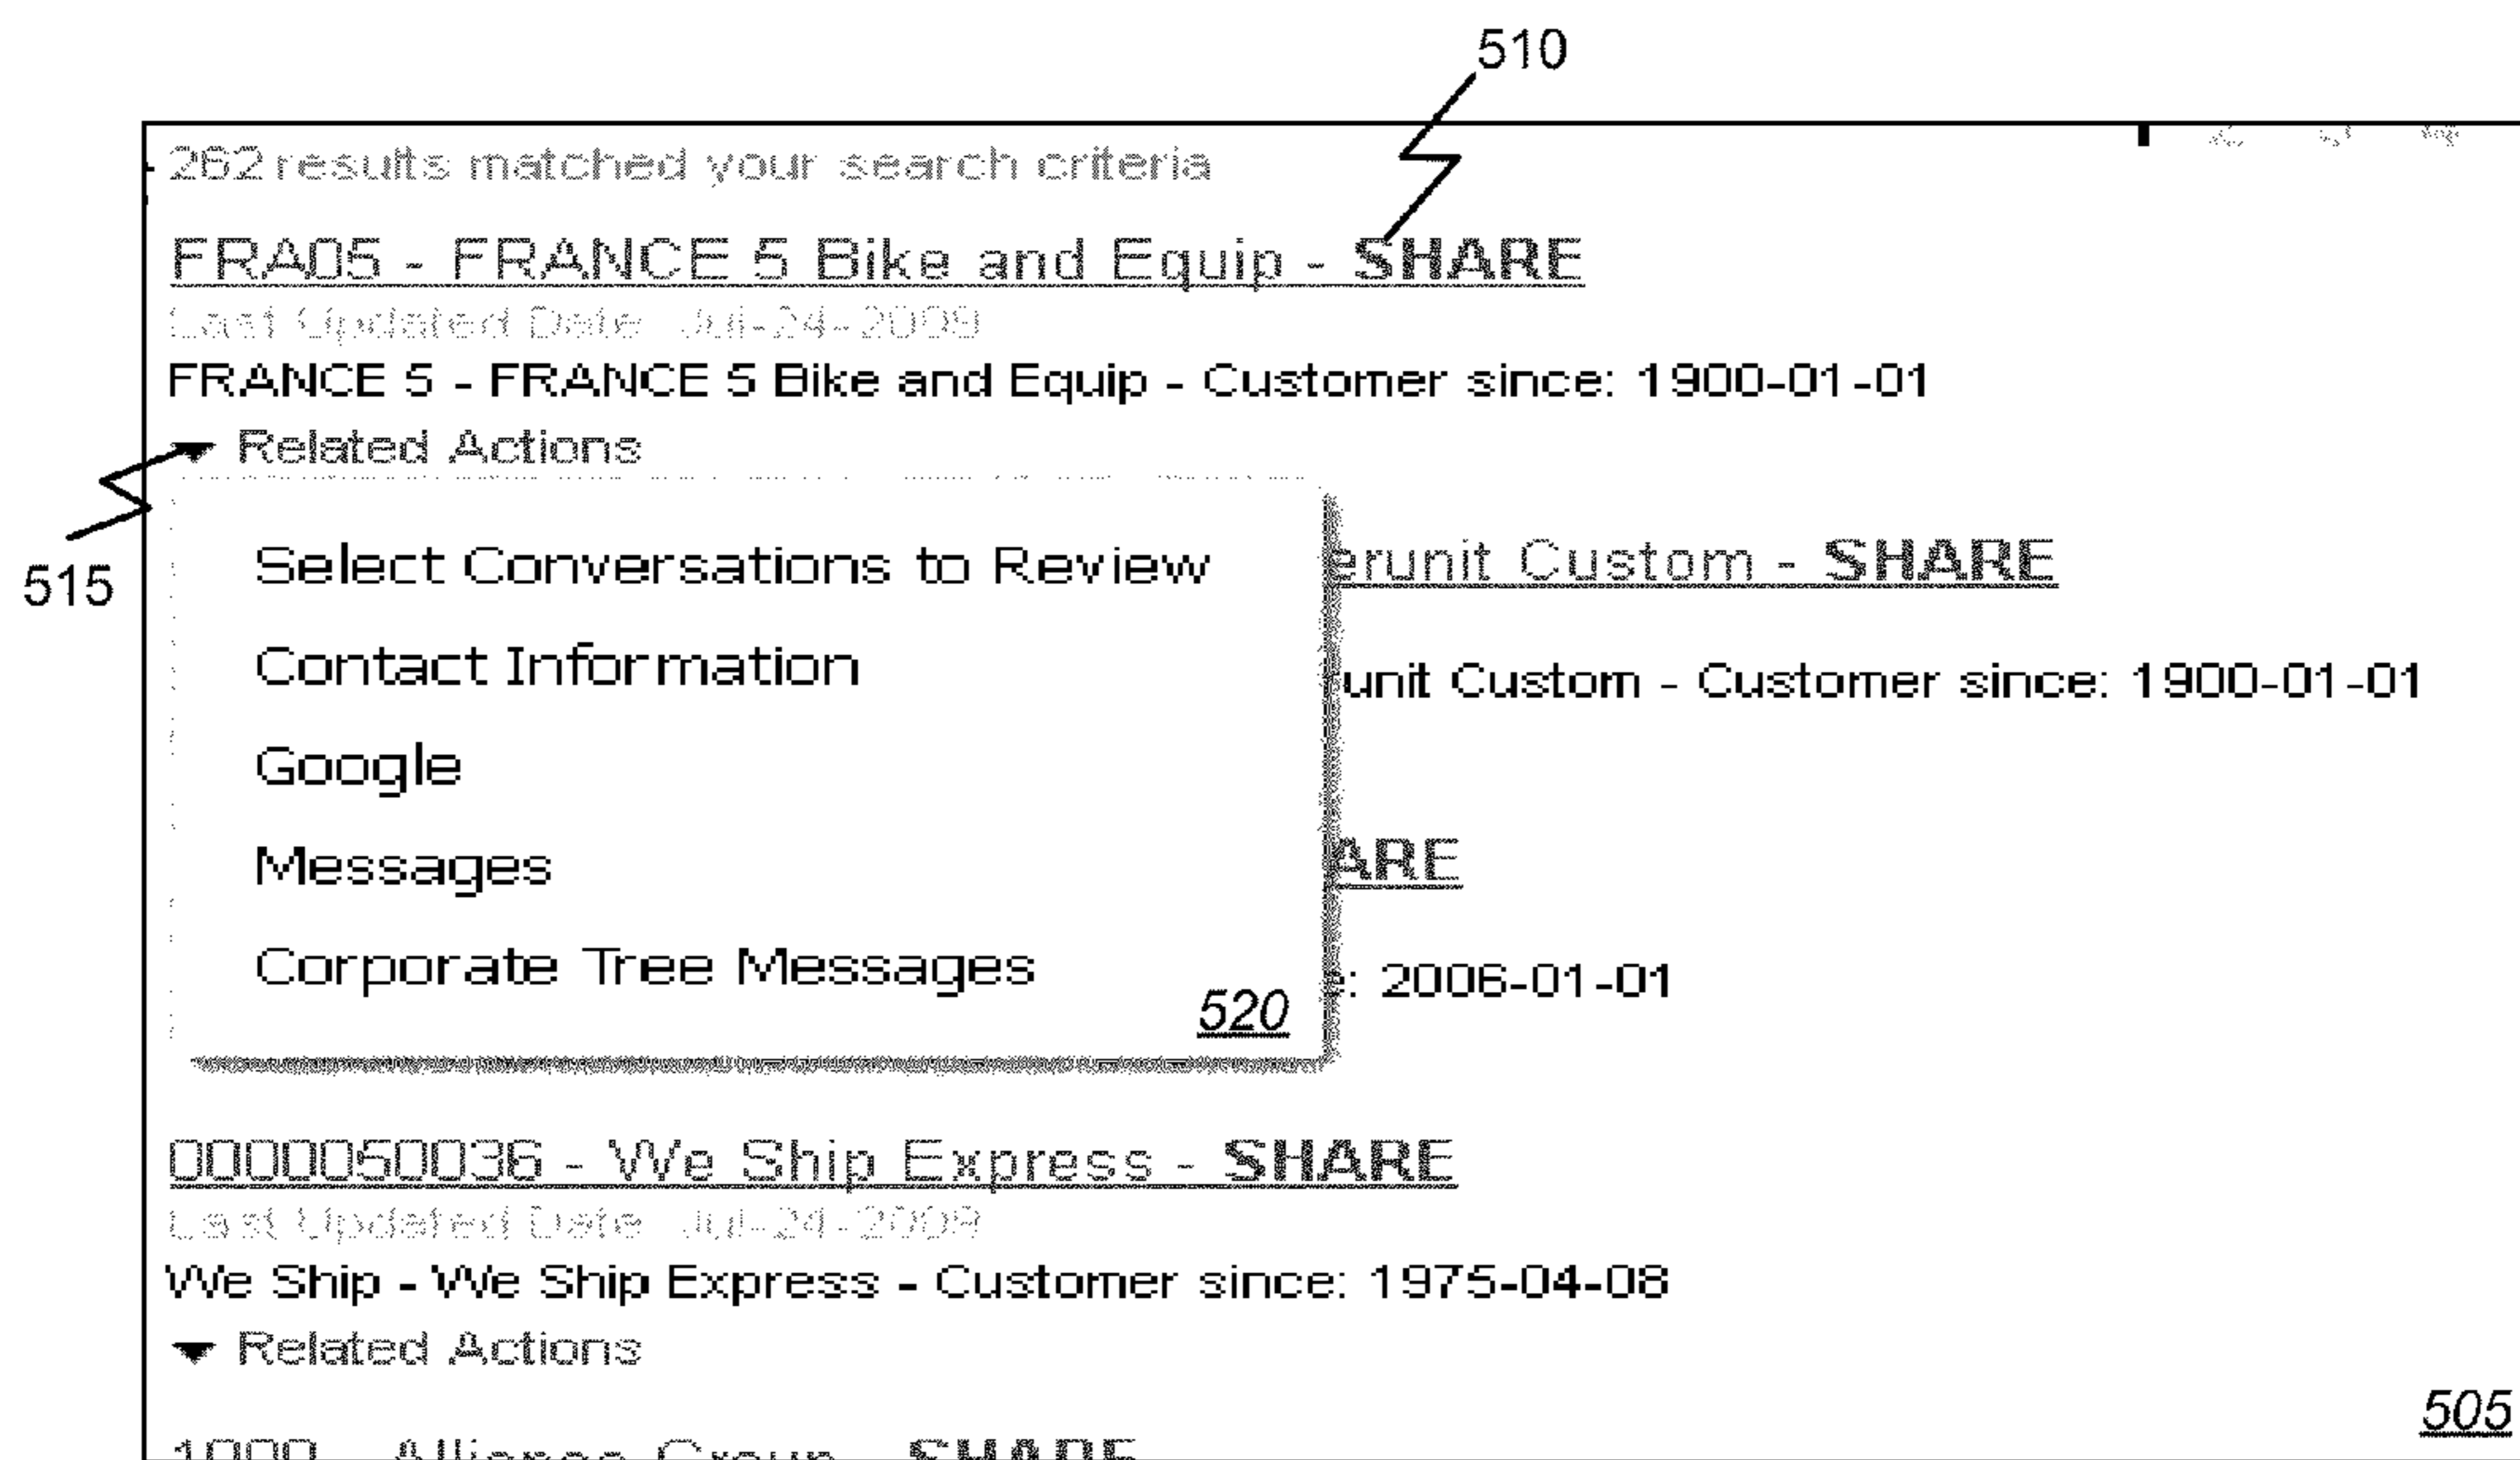 510
262 results matched your search criteria
FRA05 - FRANCE 5 Bike and Equip - SHARE
Last Updated Date Jul-24-2009
FRANCE 5 - FRANCE 5 Bike and Equip - Customer since: 1900-01-01
Related Actions
515
Select Conversations to Review
erunit Custom - SHARE
Contact Information
unit Custom - Customer since: 1900-01-01
Google
Messages
ARE
Corporate Tree Messages
: 2006-01-01
520
0000050036 - We Ship Express - SHARE
Last Updated Date Jul-24-2009
We Ship - We Ship Express - Customer since: 1975-04-08
Related Actions
505
1000 - Alliance Group - SHARE